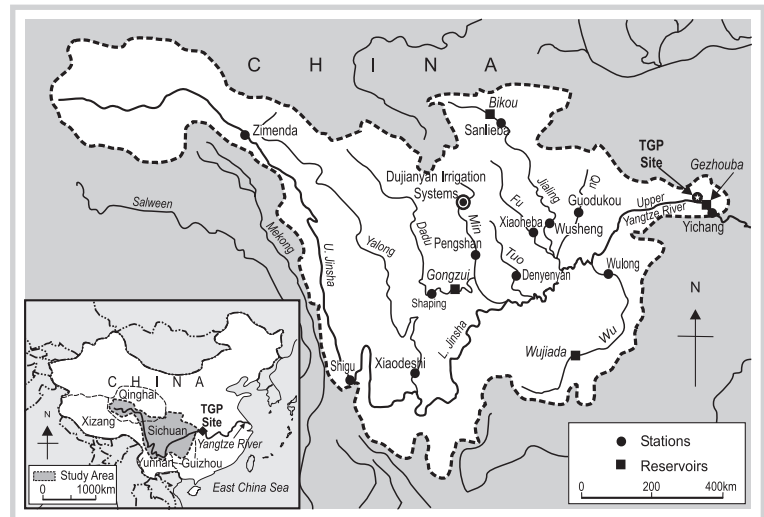 C H I N A
Bikou
Sanlieba
Zimenda
TGP
Site
Gezhouba
Dujianyan Irrigation
Systems
Salween
Mekong
U. Jinsha
Yalong
Dadu
Min
Fu
Jialing
Qu
Guodukou
Upper
Yangtze River
Yichang
Xiaoheba
Wusheng
Pengshan
Tuo
Denyenyan
Wulong
Gongzui
Shaping
L. Jinsha
Wu
Wujiada
Shigu
Xiaodeshi
N
C H I N A
Qinghai
Xizang
Sichuan
TGP
Site
Yangtze River
Yunnan
Guizhou
East China Sea
N
Study Area
0 1000km
Stations
Reservoirs
0 200 400km